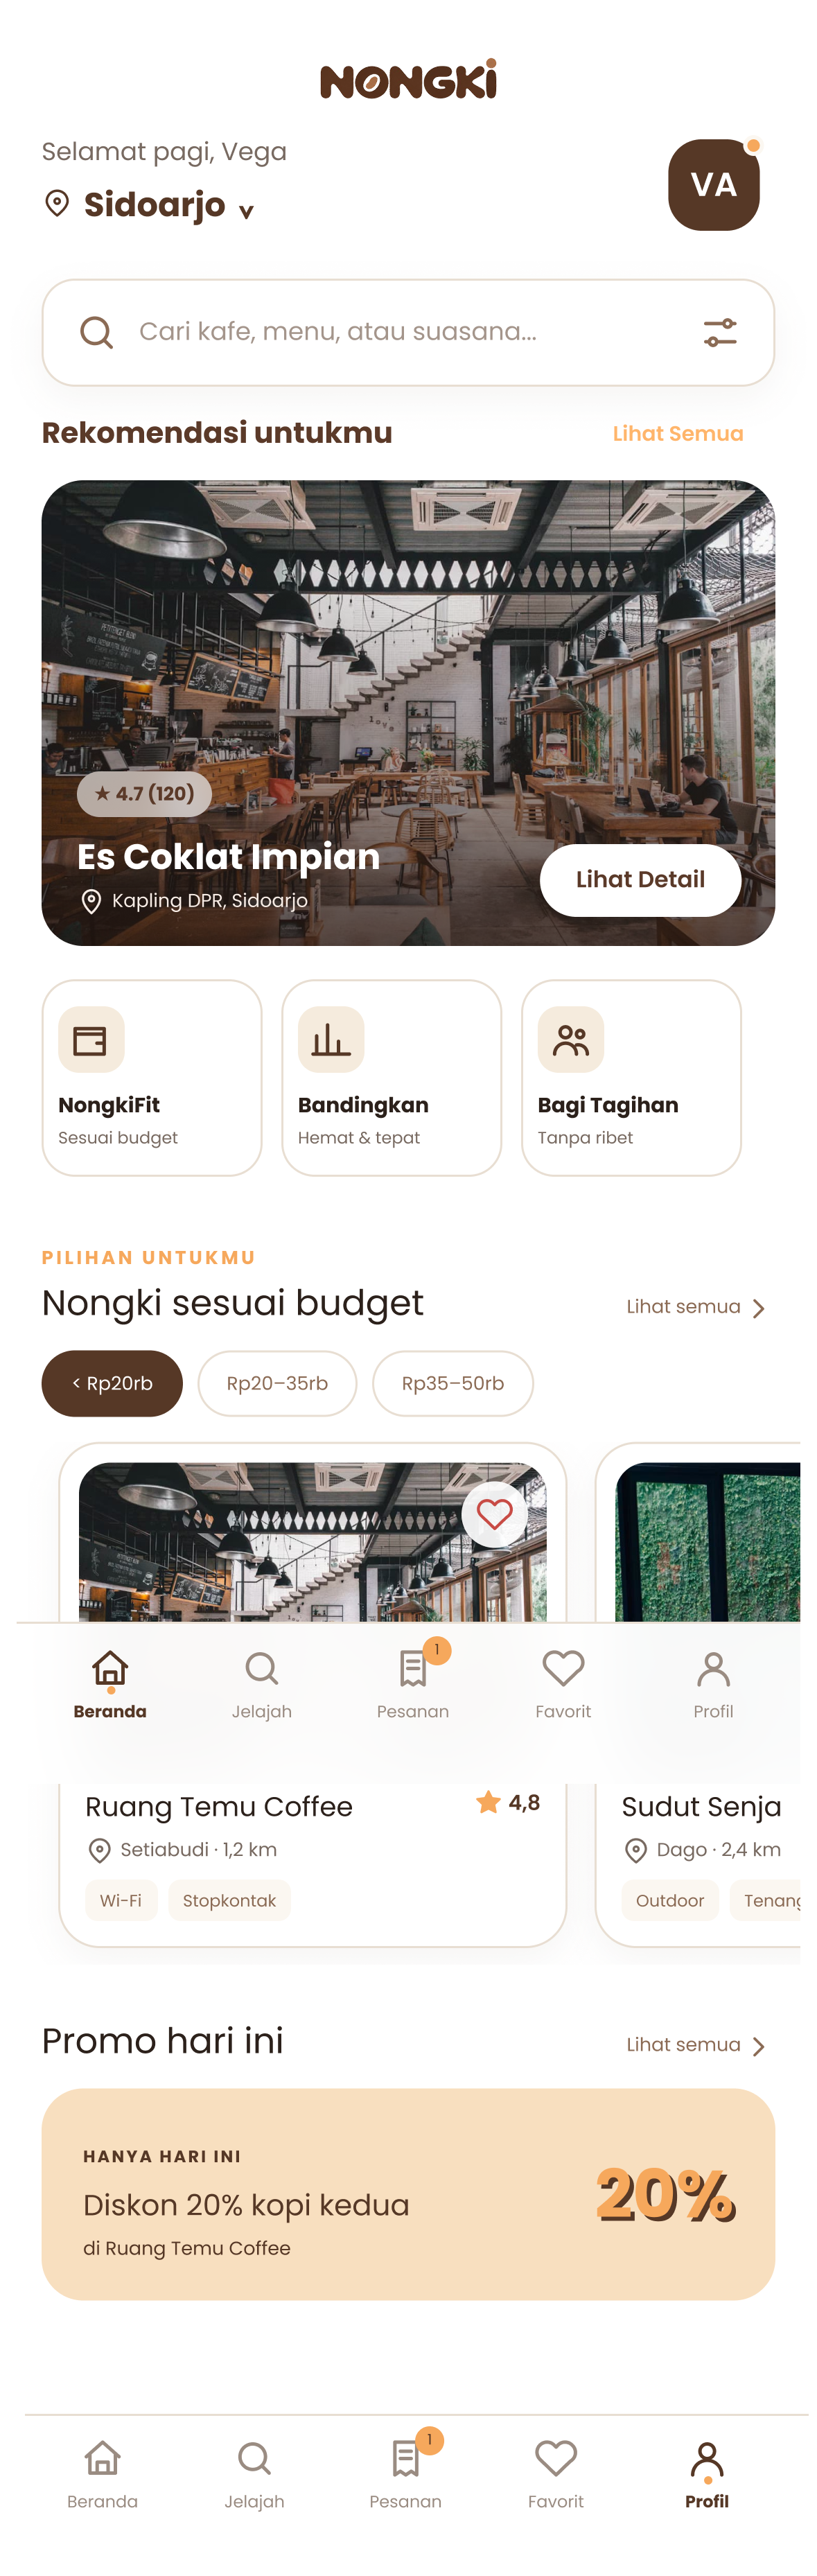 NONGKi
Selamat pagi, Vega
Sidoarjo
VA
Cari kafe, menu, atau suasana...
Rekomendasi untukmu
Lihat Semua
★ 4.7 (120)
Es Coklat Impian
Kapling DPR, Sidoarjo
Lihat Detail
NongkiFit
Sesuai budget
Bandingkan
Hemat & tepat
Bagi Tagihan
Tanpa ribet
PILIHAN UNTUKMU
Nongki sesuai budget
Lihat semua
< Rp20rb
Rp20–35rb
Rp35–50rb
1
Beranda
Jelajah
Pesanan
Favorit
Profil
Ruang Temu Coffee
4,8
Setiabudi · 1,2 km
Wi-Fi
Stopkontak
Sudut Senja
Dago · 2,4 km
Outdoor
Tenang
Promo hari ini
Lihat semua
HANYA HARI INI
Diskon 20% kopi kedua
di Ruang Temu Coffee
20%
1
Beranda
Jelajah
Pesanan
Favorit
Profil